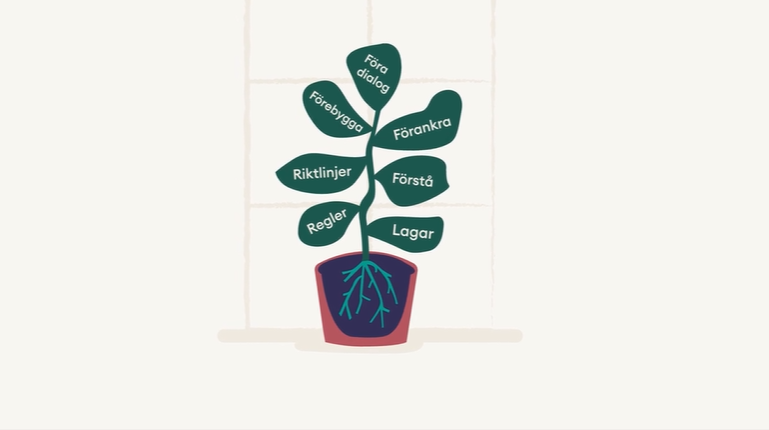 Föra
dialog
Förebygga
Förankra
Riktlinjer
Förstå
Regler
Lagar